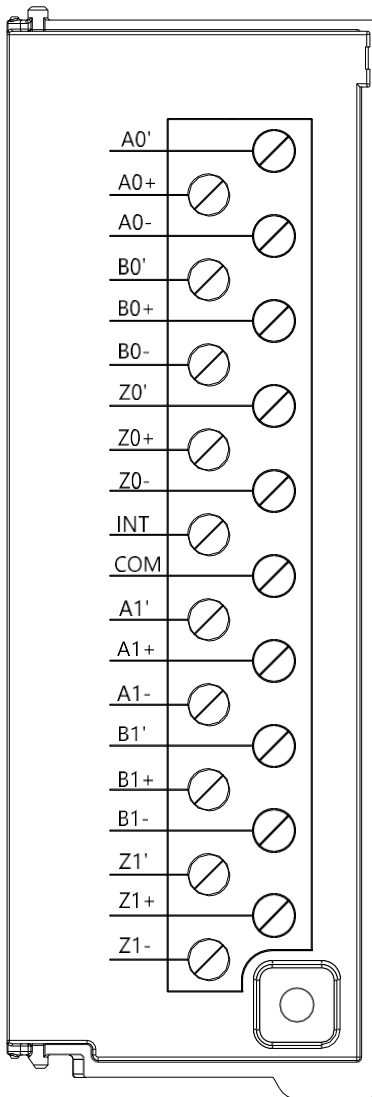 A0'
A0+
A0-
B0'
B0+
B0-
Z0'
Z0+
Z0-
INT
COM
A1'
A1+
A1-
B1'
B1+
B1-
Z1'
Z1+
Z1-